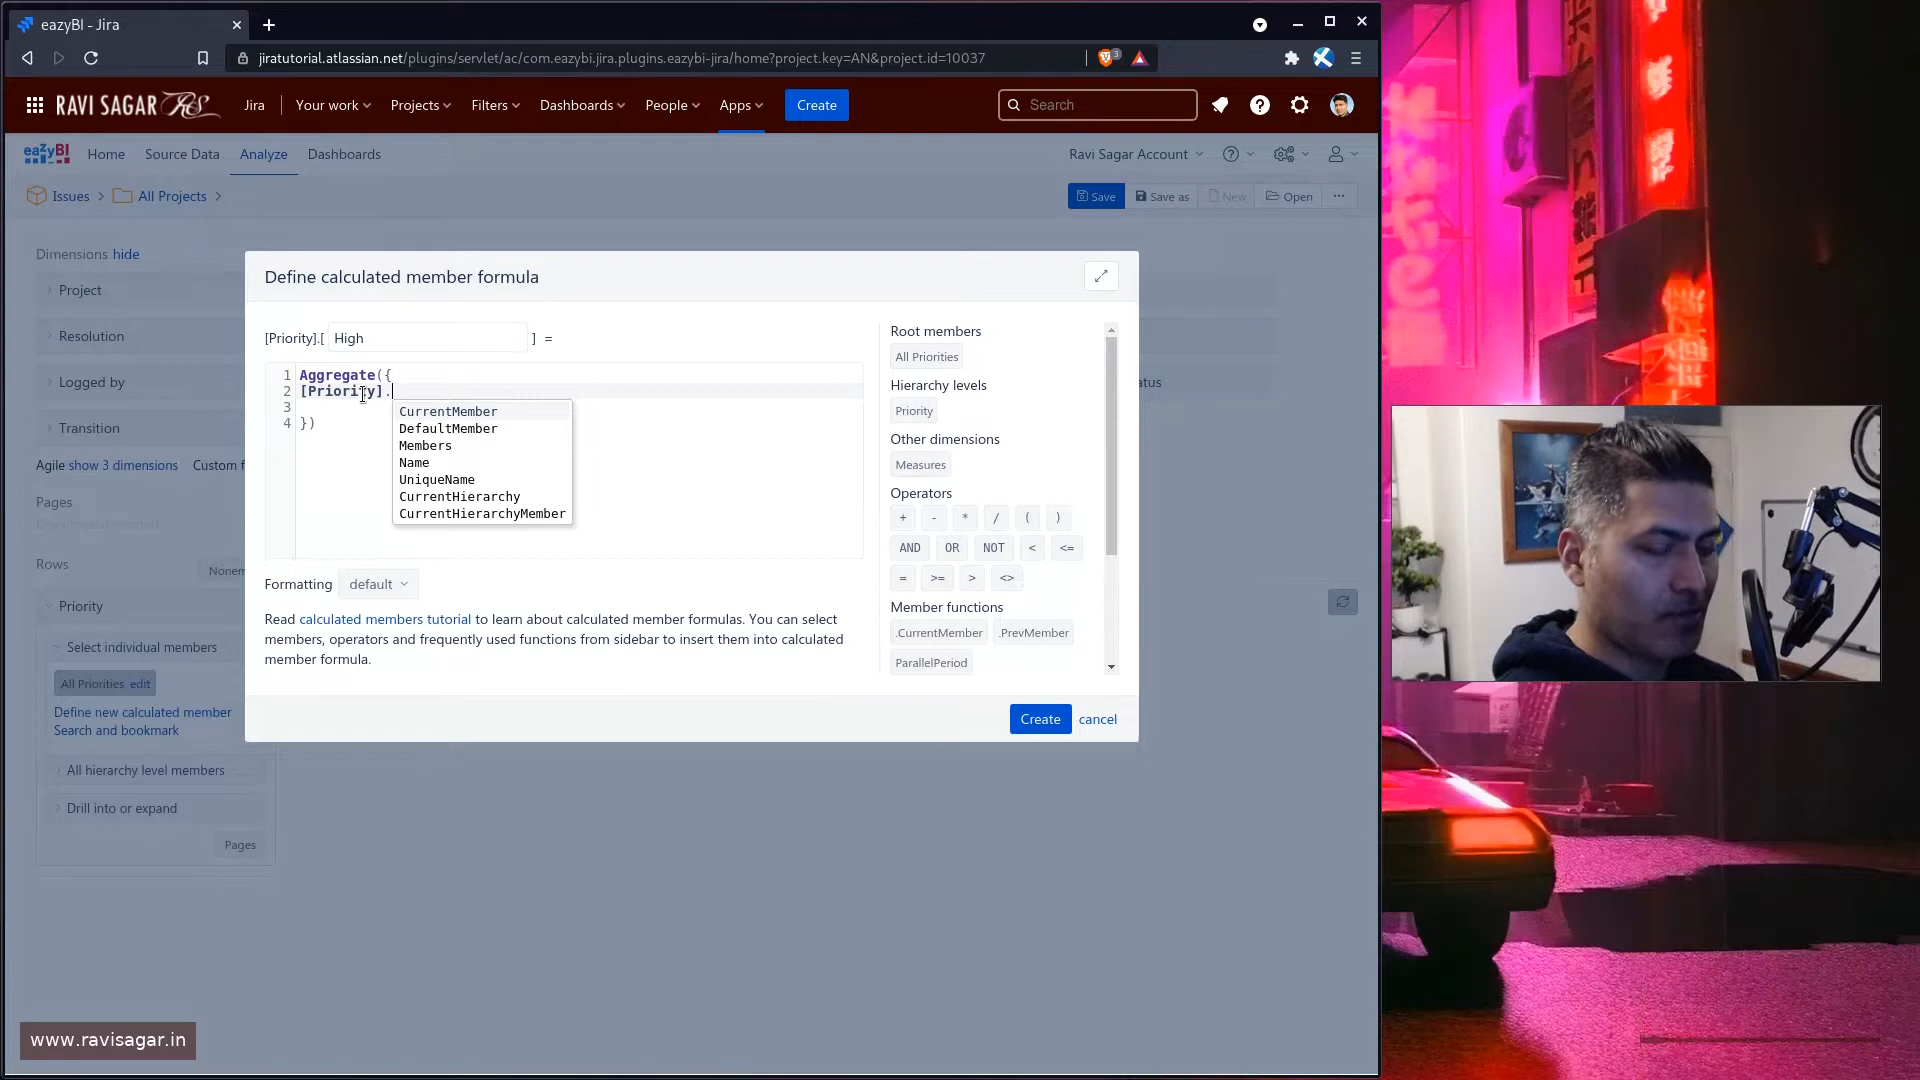 eazyBI - Jira
jiratutorial.atlassian.net/plugins/servlet/ac/com.eazybi.jira.plugins.eazybi-jira/home?project.key=AN&project.id=10037
3
RAVI SAGAR RS
Jira
Your work
Projects
Filters
Dashboards
People
Apps
Create
Search
eazyBI
Home
Source Data
Analyze
Dashboards
Ravi Sagar Account
Issues
All Projects
Save
Save as
New
Open
Dimensions hide
Project
Resolution
Logged by
Transition
Agile show 3 dimensions Custom f
Pages
Rows
Nonem
Priority
Select individual members
All Priorities edit
Define new calculated member
Search and bookmark
All hierarchy level members
Drill into or expand
Pages
Define calculated member formula
[Priority].[ High ] =
1 Aggregate({
2 [Priority].
3
4 })
CurrentMember
DefaultMember
Members
Name
UniqueName
CurrentHierarchy
CurrentHierarchyMember
Formatting default
Read calculated members tutorial to learn about calculated member formulas. You can select
members, operators and frequently used functions from sidebar to insert them into calculated
member formula.
Root members
All Priorities
Hierarchy levels
Priority
Other dimensions
Measures
Operators
+ - * / ( )
AND OR NOT < <=
= >= > <>
Member functions
.CurrentMember .PrevMember
ParallelPeriod
Create cancel
atus
www.ravisagar.in